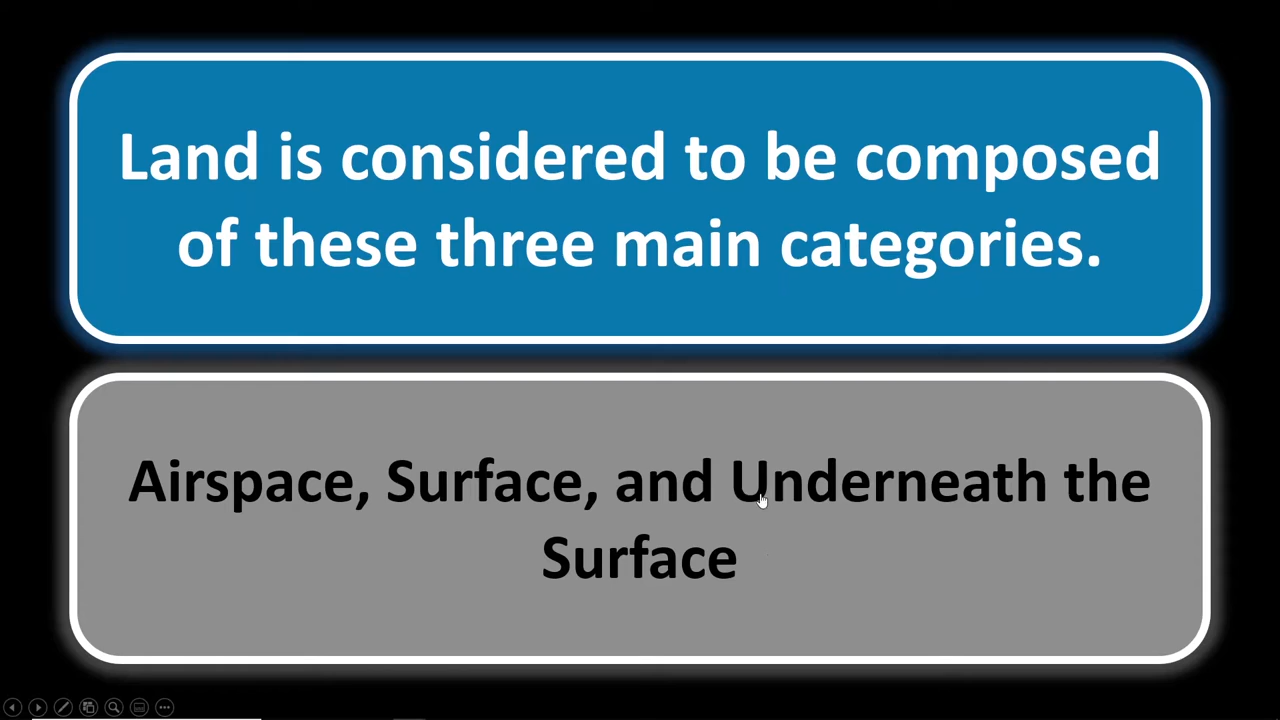 Land is considered to be composed
of these three main categories.
Airspace, Surface, and Underneath the
Surface